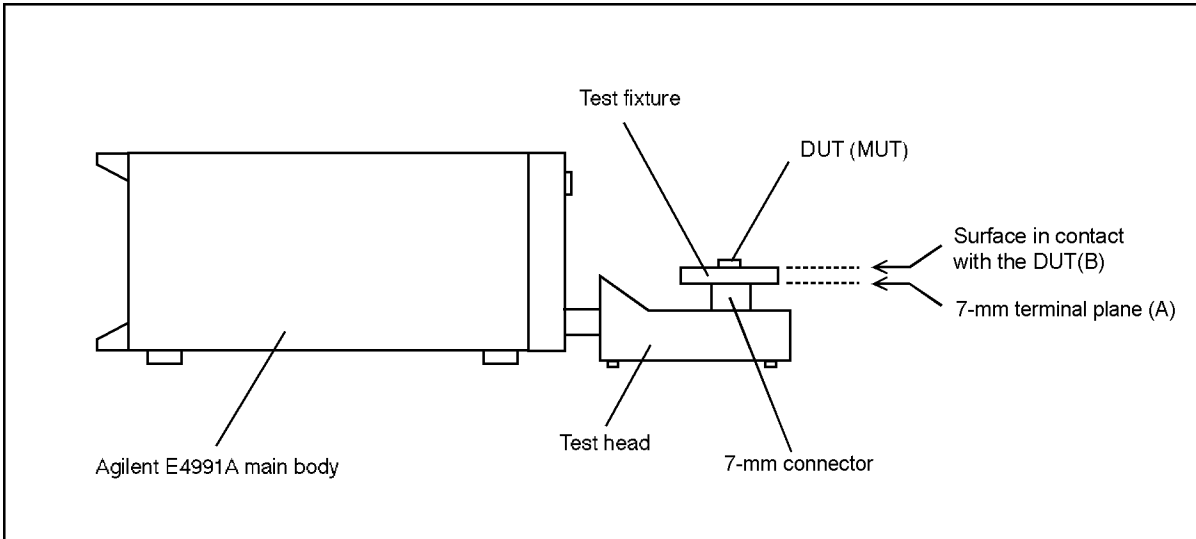 Test fixture
DUT (MUT)
Surface in contact
with the DUT(B)
7-mm terminal plane (A)
Test head
7-mm connector
Agilent E4991A main body